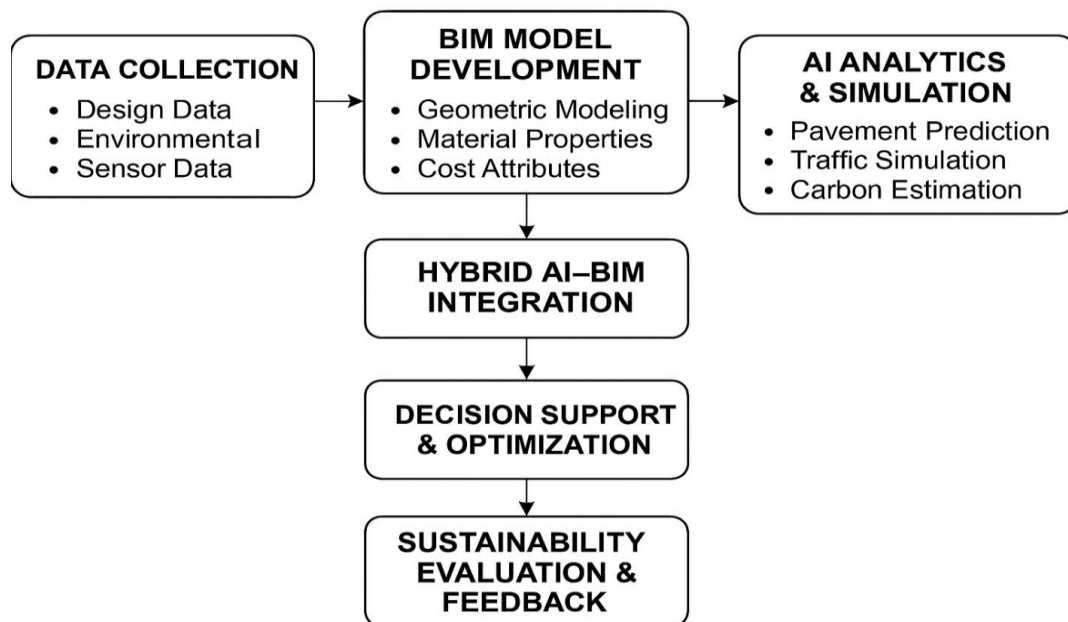 DATA COLLECTION
• Design Data
• Environmental
• Sensor Data
BIM MODEL
DEVELOPMENT
• Geometric Modeling
• Material Properties
• Cost Attributes
AI ANALYTICS
& SIMULATION
• Pavement Prediction
• Traffic Simulation
• Carbon Estimation
HYBRID AI–BIM
INTEGRATION
DECISION SUPPORT
& OPTIMIZATION
SUSTAINABILITY
EVALUATION &
FEEDBACK